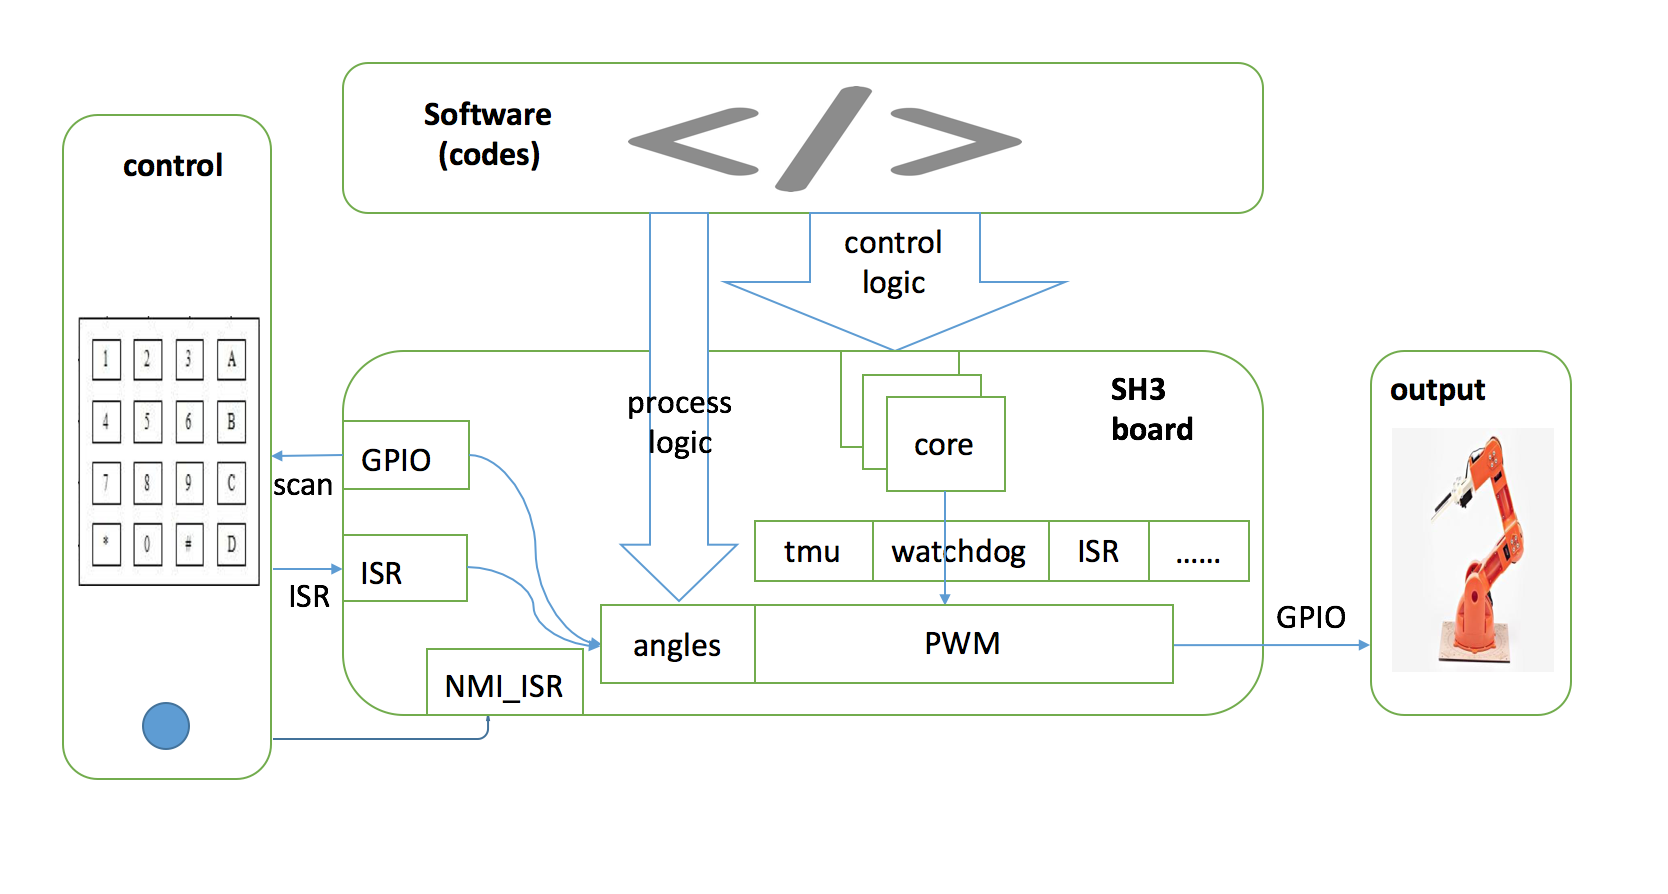 Software
(codes)
control
1 2 3 A
4 5 6 B
7 8 9 C
* 0 # D
control
logic
process
logic
SH3
board
core
GPIO
scan
ISR
ISR
NMI_ISR
tmu watchdog ISR ......
angles PWM
GPIO
output